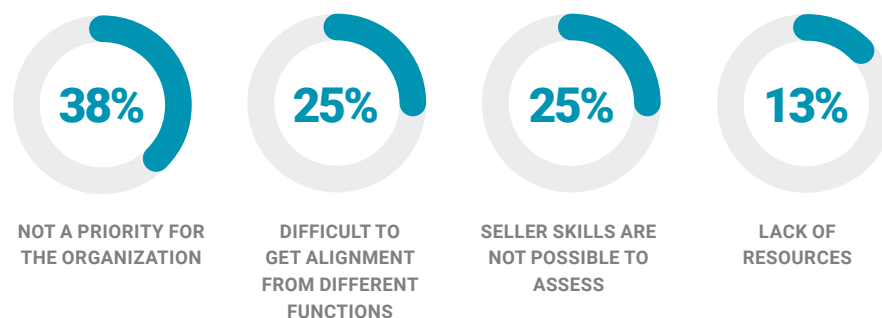 38%
NOT A PRIORITY FOR
THE ORGANIZATION
25%
DIFFICULT TO
GET ALIGNMENT
FROM DIFFERENT
FUNCTIONS
25%
SELLER SKILLS ARE
NOT POSSIBLE TO
ASSESS
13%
LACK OF
RESOURCES